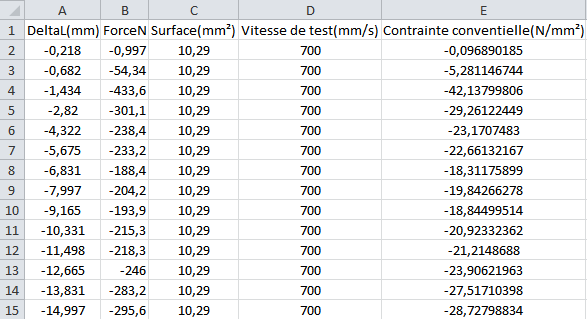 A B C D E
1 DeltaL(mm) ForceN Surface(mm²) Vitesse de test(mm/s) Contrainte conventielle(N/mm²)
2 -0,218 -0,997 10,29 700 -0,096890185
3 -0,682 -54,34 10,29 700 -5,281146744
4 -1,434 -433,6 10,29 700 -42,13799806
5 -2,82 -301,1 10,29 700 -29,26122449
6 -4,322 -238,4 10,29 700 -23,1707483
7 -5,675 -233,2 10,29 700 -22,66132167
8 -6,831 -188,4 10,29 700 -18,31175899
9 -7,997 -204,2 10,29 700 -19,84266278
10 -9,165 -193,9 10,29 700 -18,84499514
11 -10,331 -215,3 10,29 700 -20,92332362
12 -11,498 -218,3 10,29 700 -21,2148688
13 -12,665 -246 10,29 700 -23,90621963
14 -13,831 -283,2 10,29 700 -27,51710398
15 -14,997 -295,6 10,29 700 -28,72798834